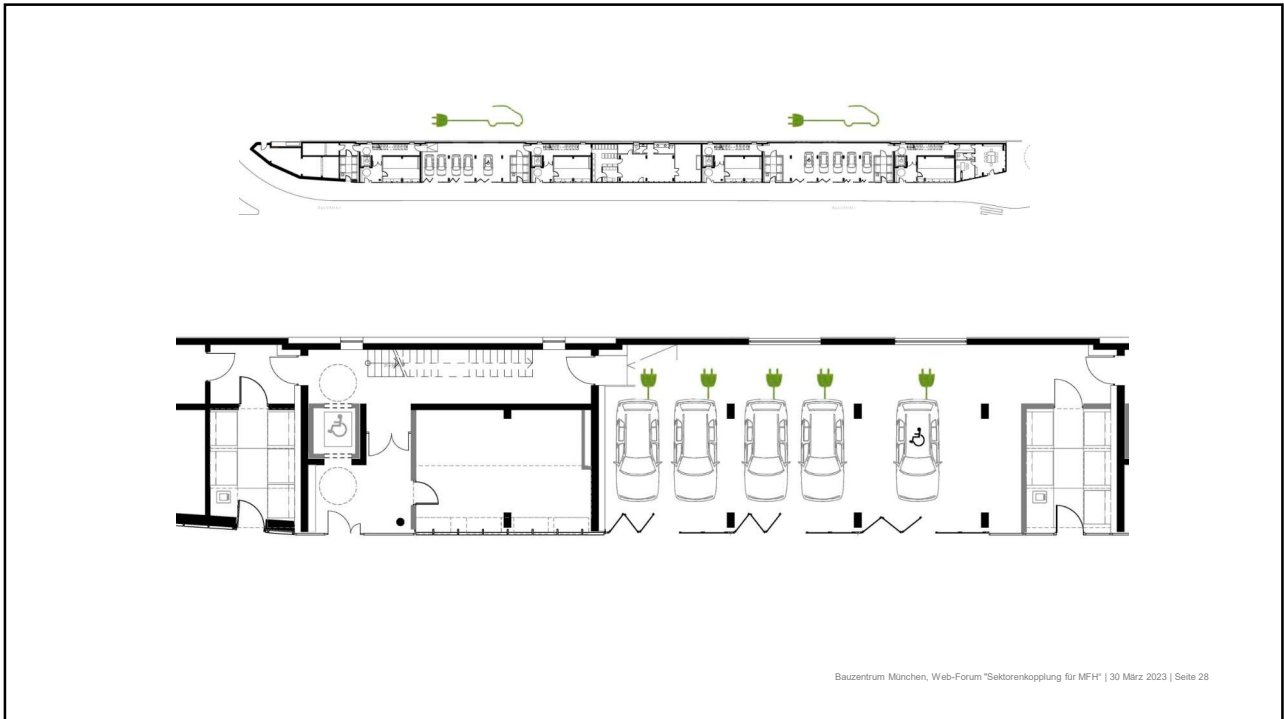 Bauzentrum München, Web-Forum "Sektorenkopplung für MFH" | 30 März 2023 | Seite 28